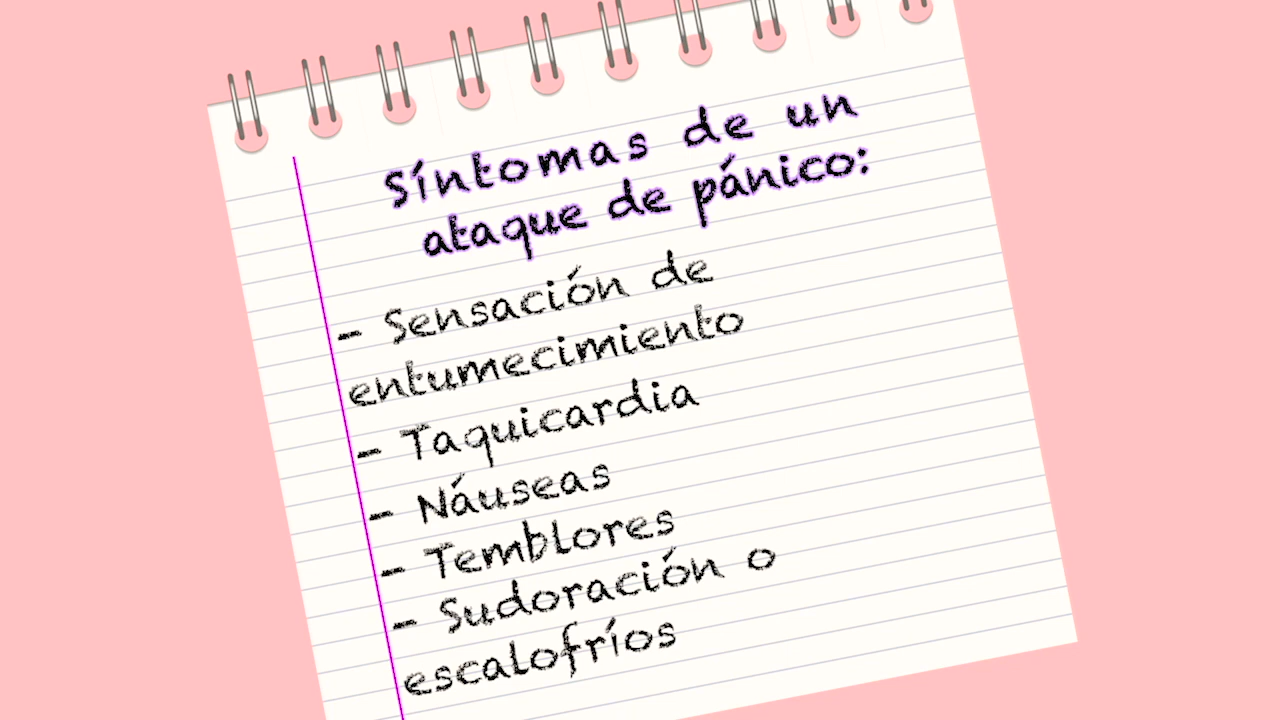 Síntomas de un
ataque de pánico:
- Sensación de
entumecimiento
- Taquicardia
- Náuseas
- Temblores
- Sudoración o
escalofríos